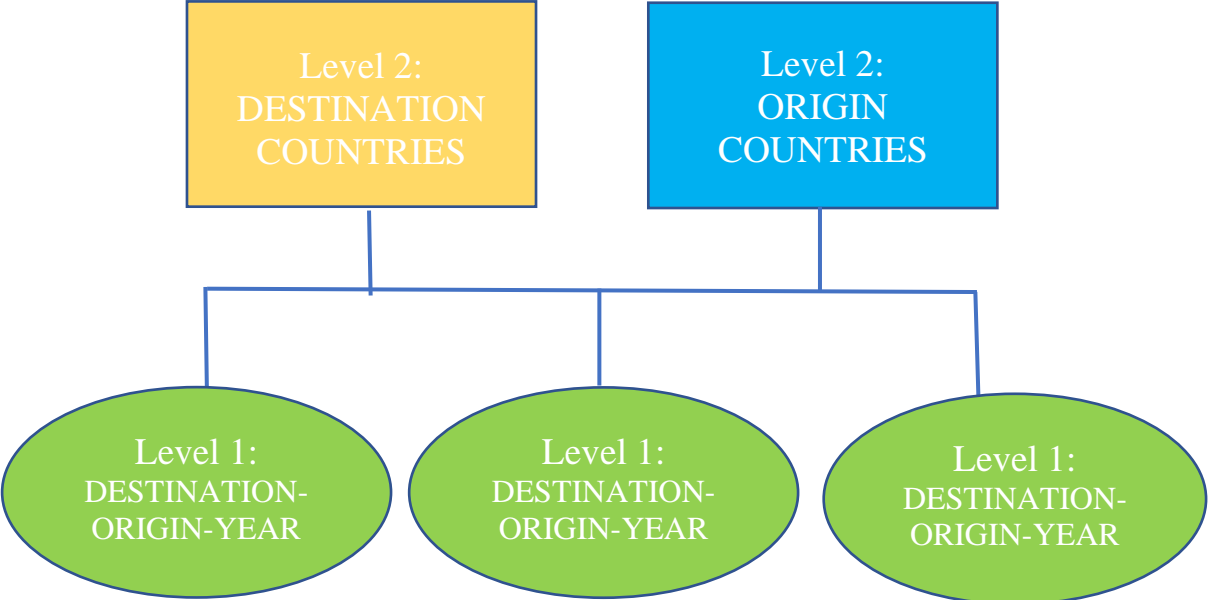 Level 2:
DESTINATION
COUNTRIES
Level 2:
ORIGIN
COUNTRIES
Level 1:
DESTINATION-
ORIGIN-YEAR
Level 1:
DESTINATION-
ORIGIN-YEAR
Level 1:
DESTINATION-
ORIGIN-YEAR